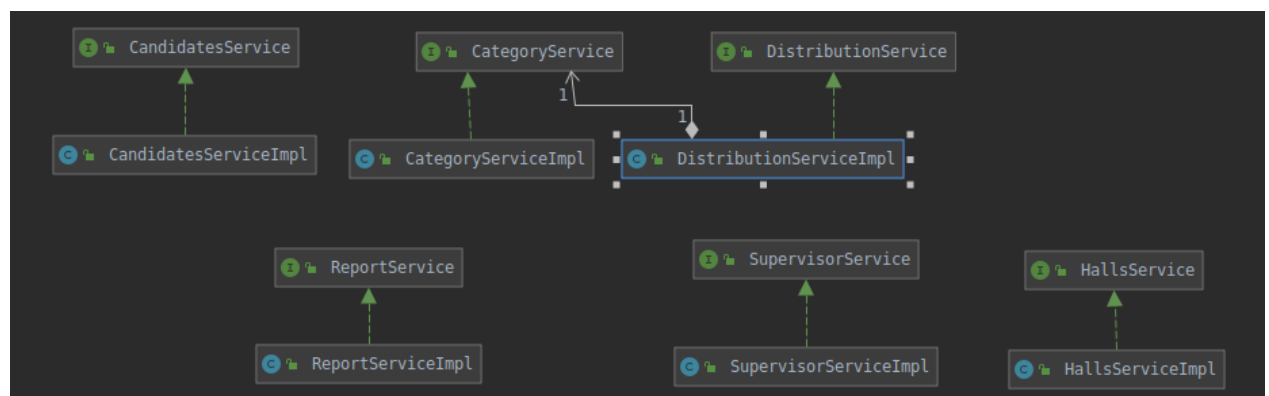 CandidatesService
CategoryService
DistributionService
1
1
CandidatesServiceImpl
CategoryServiceImpl
DistributionServiceImpl
ReportService
SupervisorService
HallsService
ReportServiceImpl
SupervisorServiceImpl
HallsServiceImpl